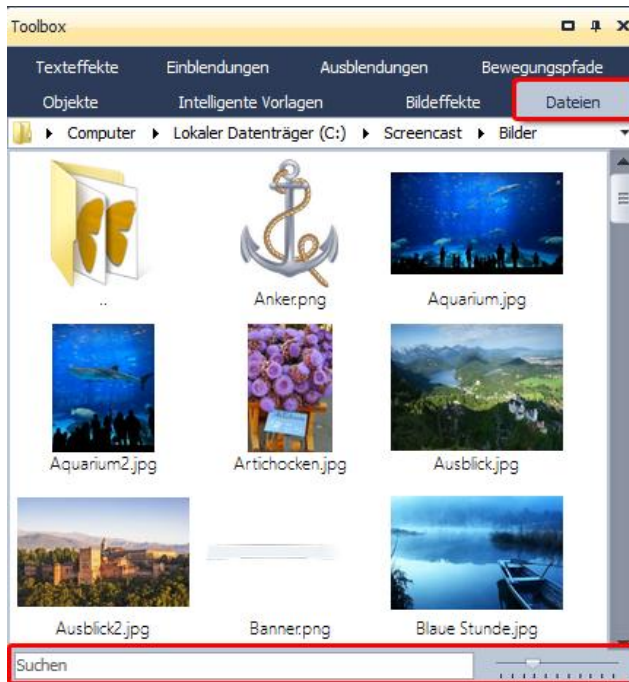 Toolbox
Texteffekte Einblendungen Ausblendungen Bewegungspfade
Objekte Intelligente Vorlagen Bildeffekte Dateien
Computer Lokaler Datenträger (C:) Screencast Bilder
.. Anker.png Aquarium.jpg
Aquarium2.jpg Artichocken.jpg Ausblick.jpg
Ausblick2.jpg Banner.png Blaue Stunde.jpg
Suchen